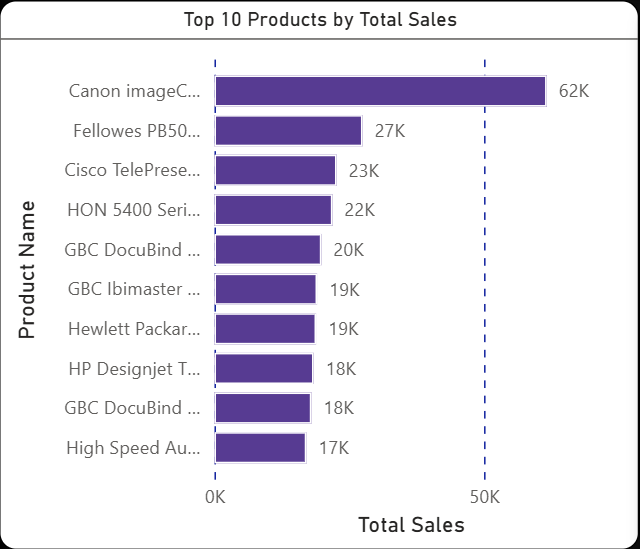 Top 10 Products by Total Sales
Canon imageC... 62K
Fellowes PB50... 27K
Cisco TelePrese... 23K
HON 5400 Seri... 22K
GBC DocuBind ... 20K
GBC Ibimaster ... 19K
Hewlett Packar... 19K
HP Designjet T... 18K
GBC DocuBind ... 18K
High Speed Au... 17K
Product Name
0K 50K
Total Sales